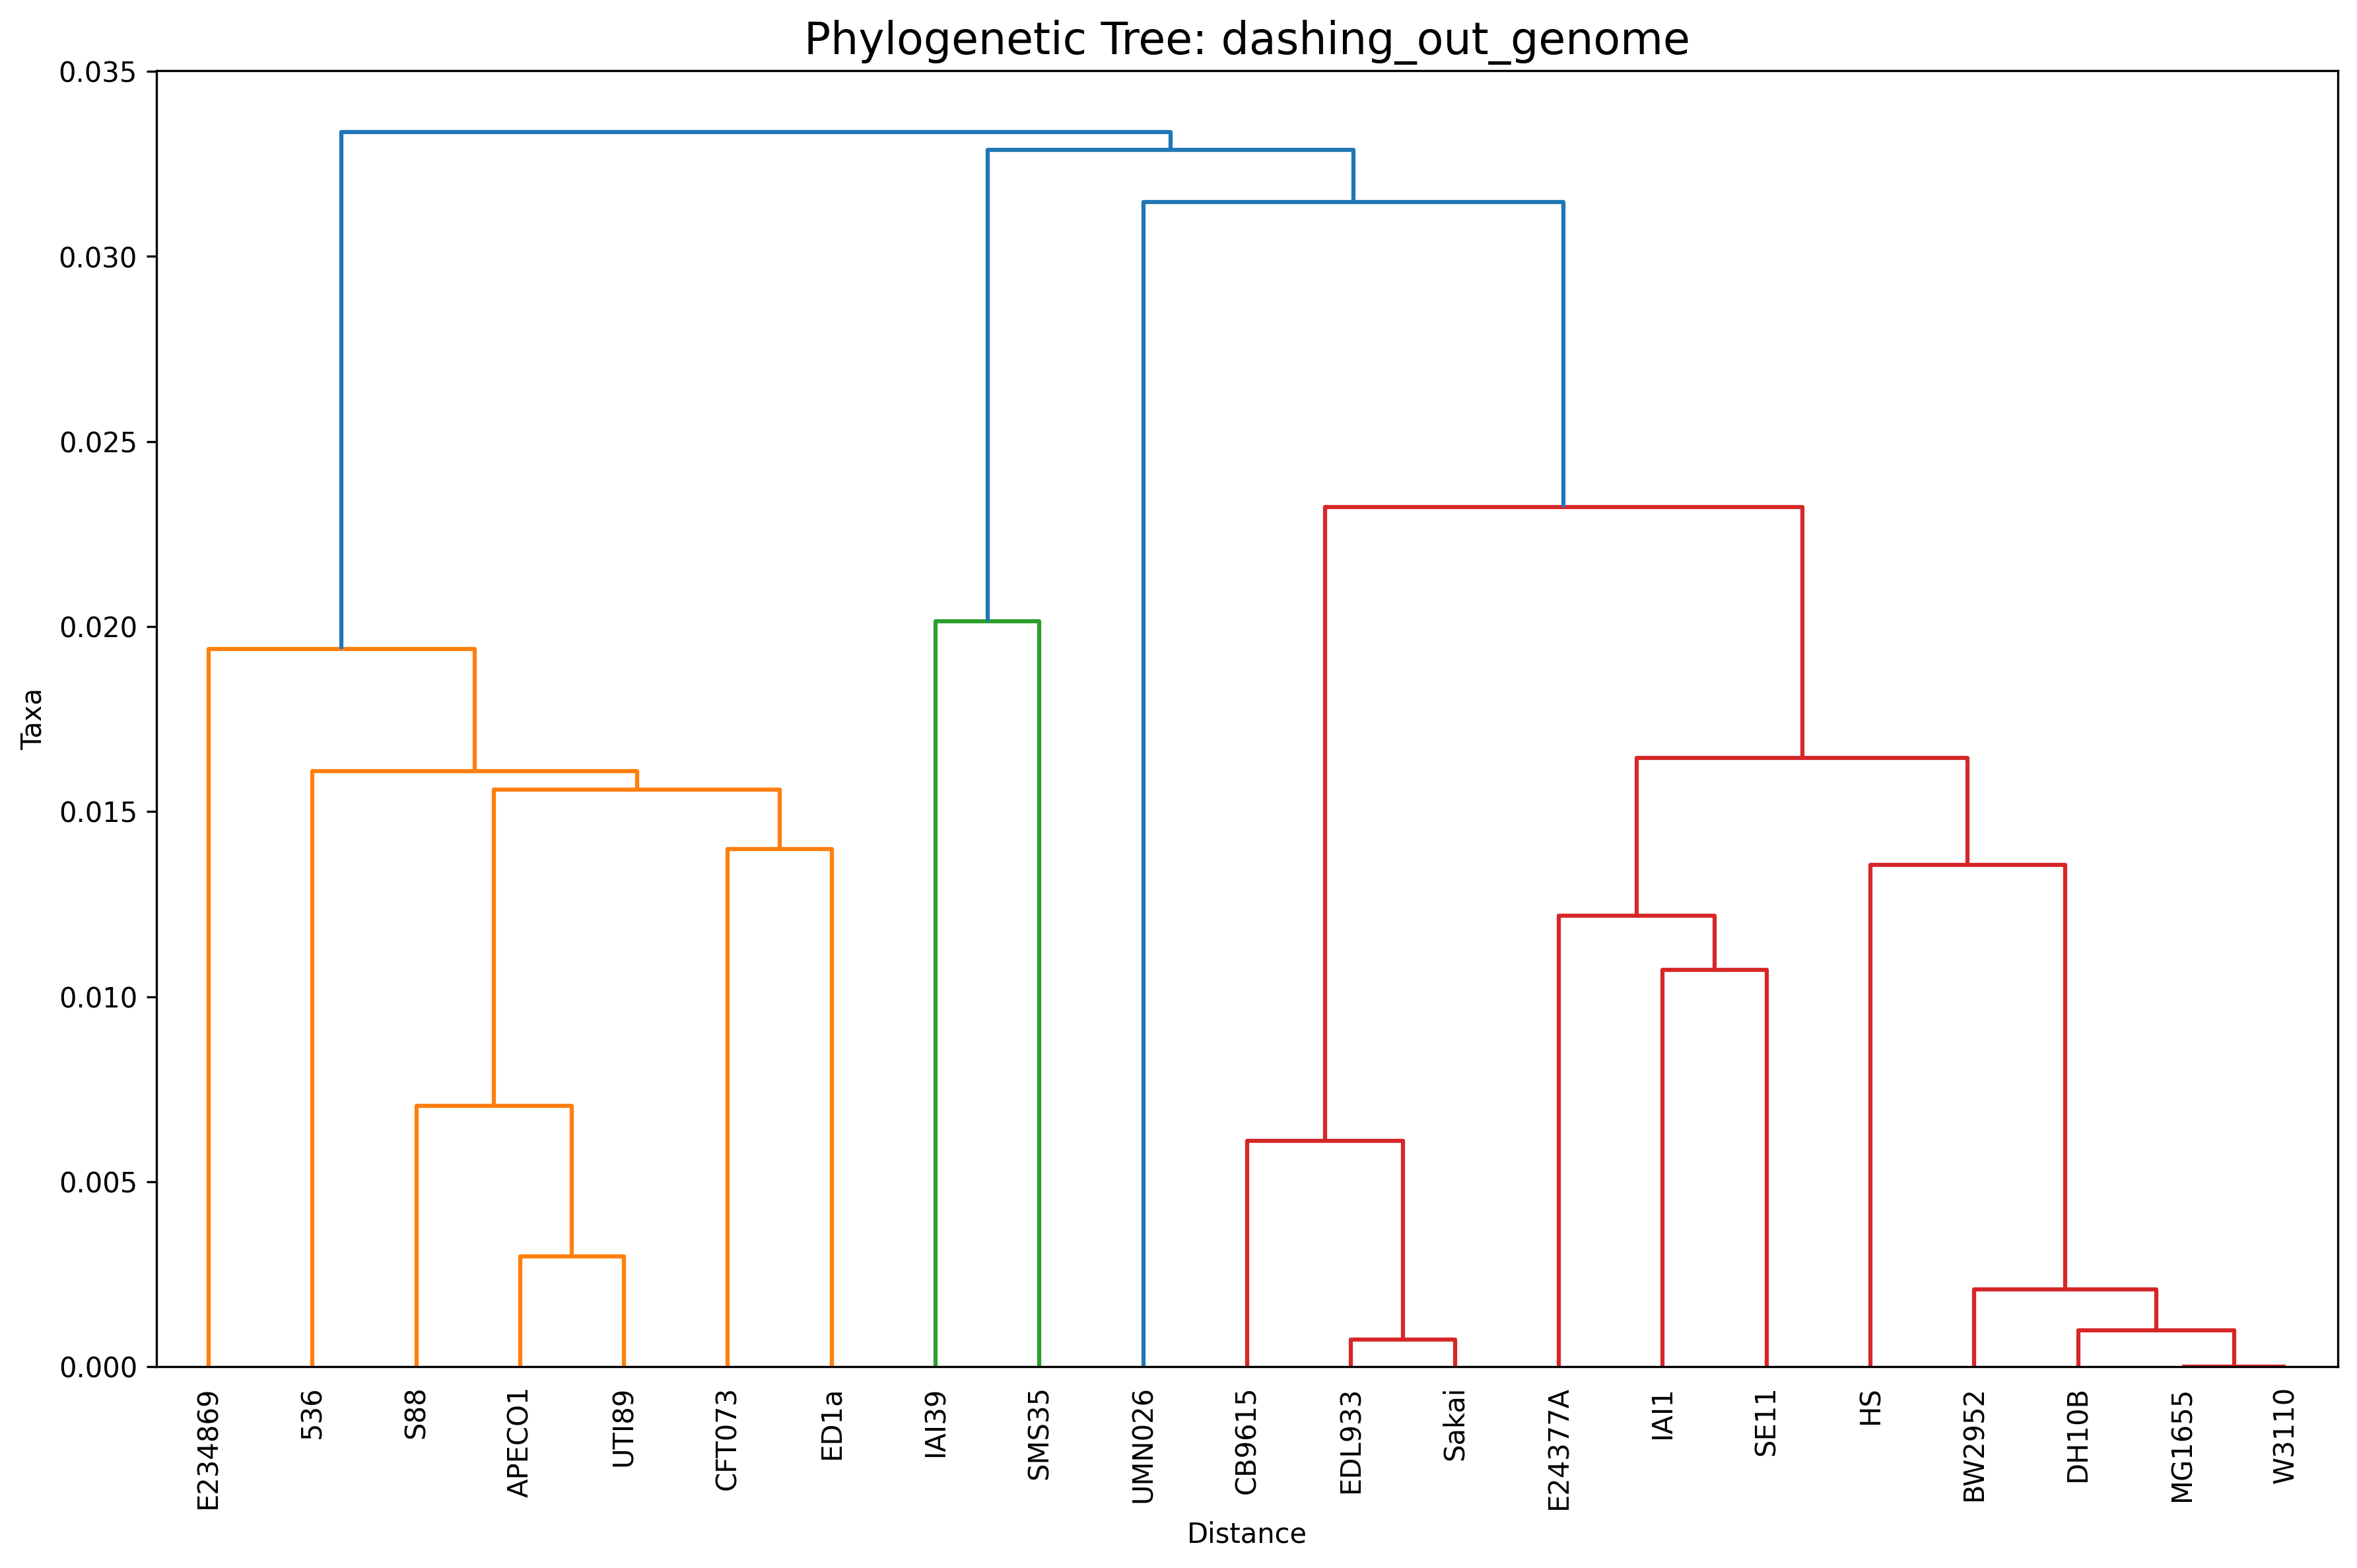 Phylogenetic Tree: dashing_out_genome
0.035
0.030
0.025
0.020
0.015
0.010
0.005
0.000
Taxa
E234869
536
S88
APECO1
UTI89
CFT073
ED1a
IAI39
SMS35
UMN026
CB9615
EDL933
Sakai
E24377A
IAI1
SE11
HS
BW2952
DH10B
MG1655
W3110
Distance